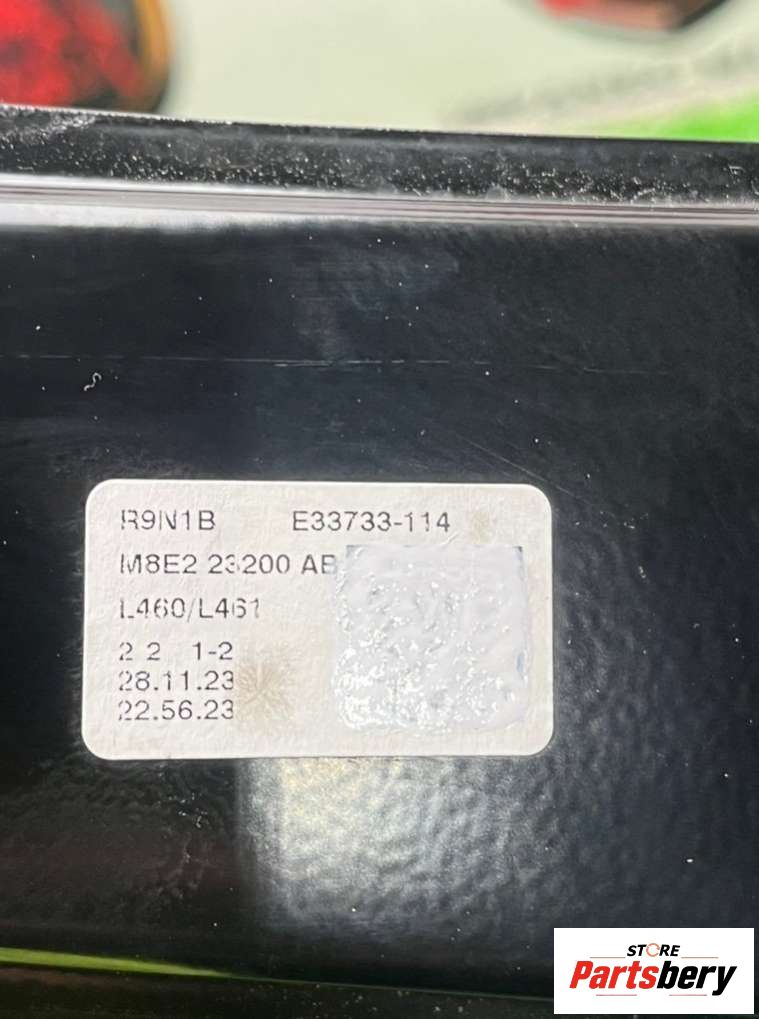 R9N1B E33733-114
M8E2 23200 AB
L460/L461
2 2 1-2
28.11.23
22.56.23
STORE
Partsbery